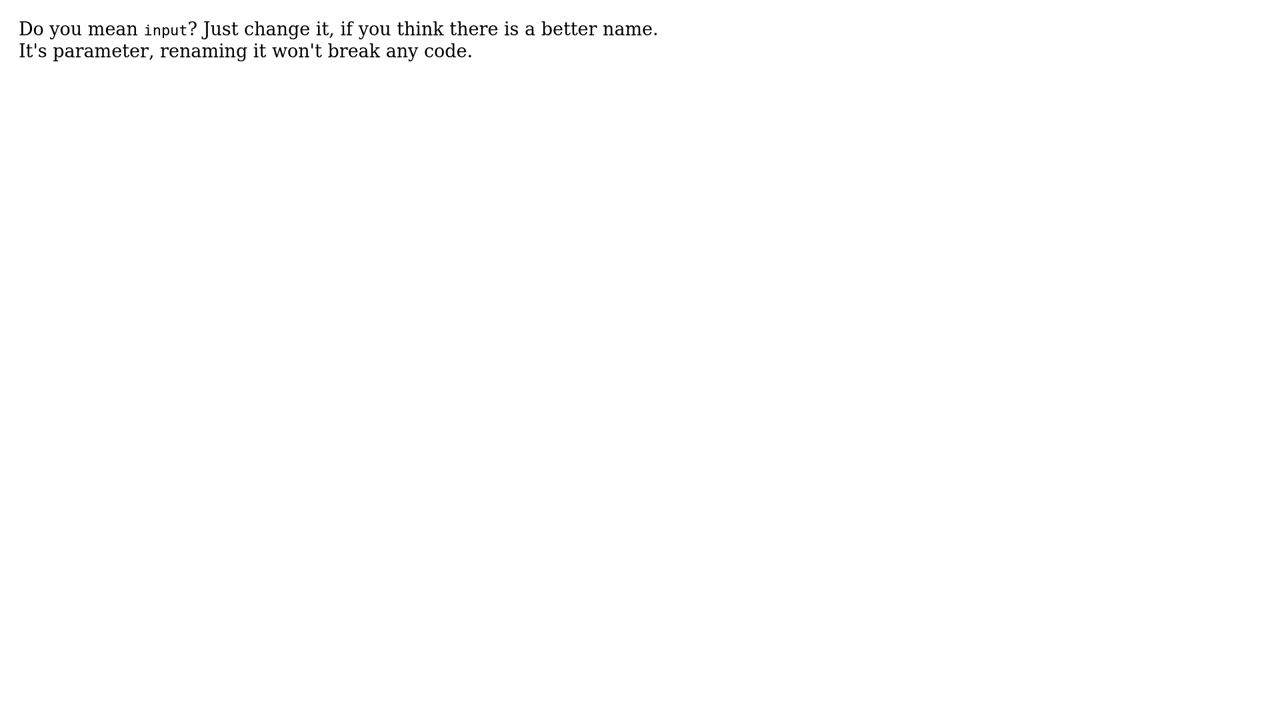 Do you mean input? Just change it, if you think there is a better name.
It's parameter, renaming it won't break any code.